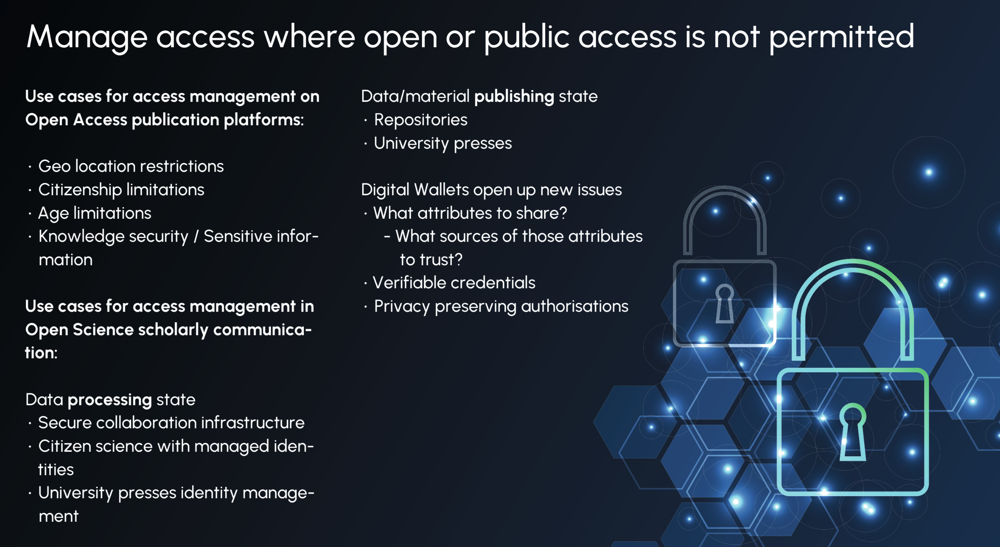 Manage access where open or public access is not permitted
Use cases for access management on
Open Access publication platforms:
· Geo location restrictions
· Citizenship limitations
· Age limitations
· Knowledge security / Sensitive infor-
mation
Use cases for access management in
Open Science scholarly communica-
tion:
Data processing state
· Secure collaboration infrastructure
· Citizen science with managed iden-
tities
· University presses identity manage-
ment
Data/material publishing state
· Repositories
· University presses
Digital Wallets open up new issues
· What attributes to share?
- What sources of those attributes
to trust?
· Verifiable credentials
· Privacy preserving authorisations